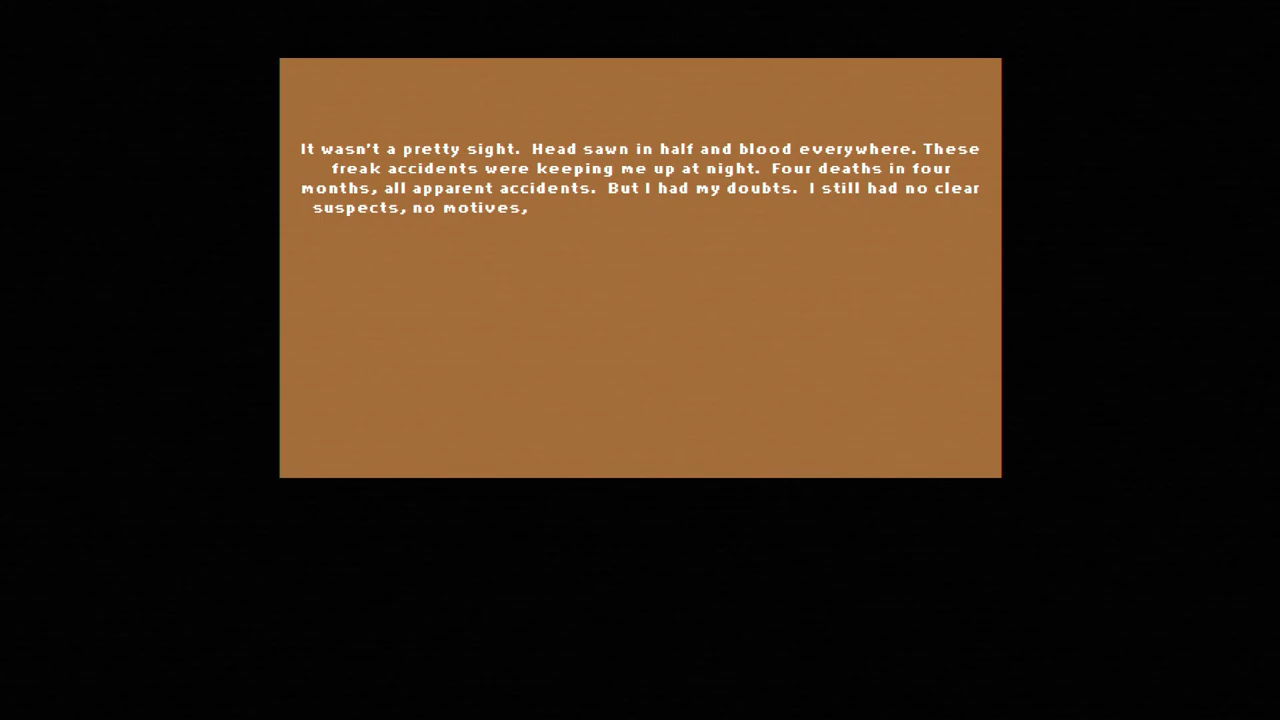 It wasn't a pretty sight.  Head sawn in half and blood everywhere. These
freak accidents were keeping me up at night.  Four deaths in four
months, all apparent accidents.  But I had my doubts.  I still had no clear
suspects, no motives,